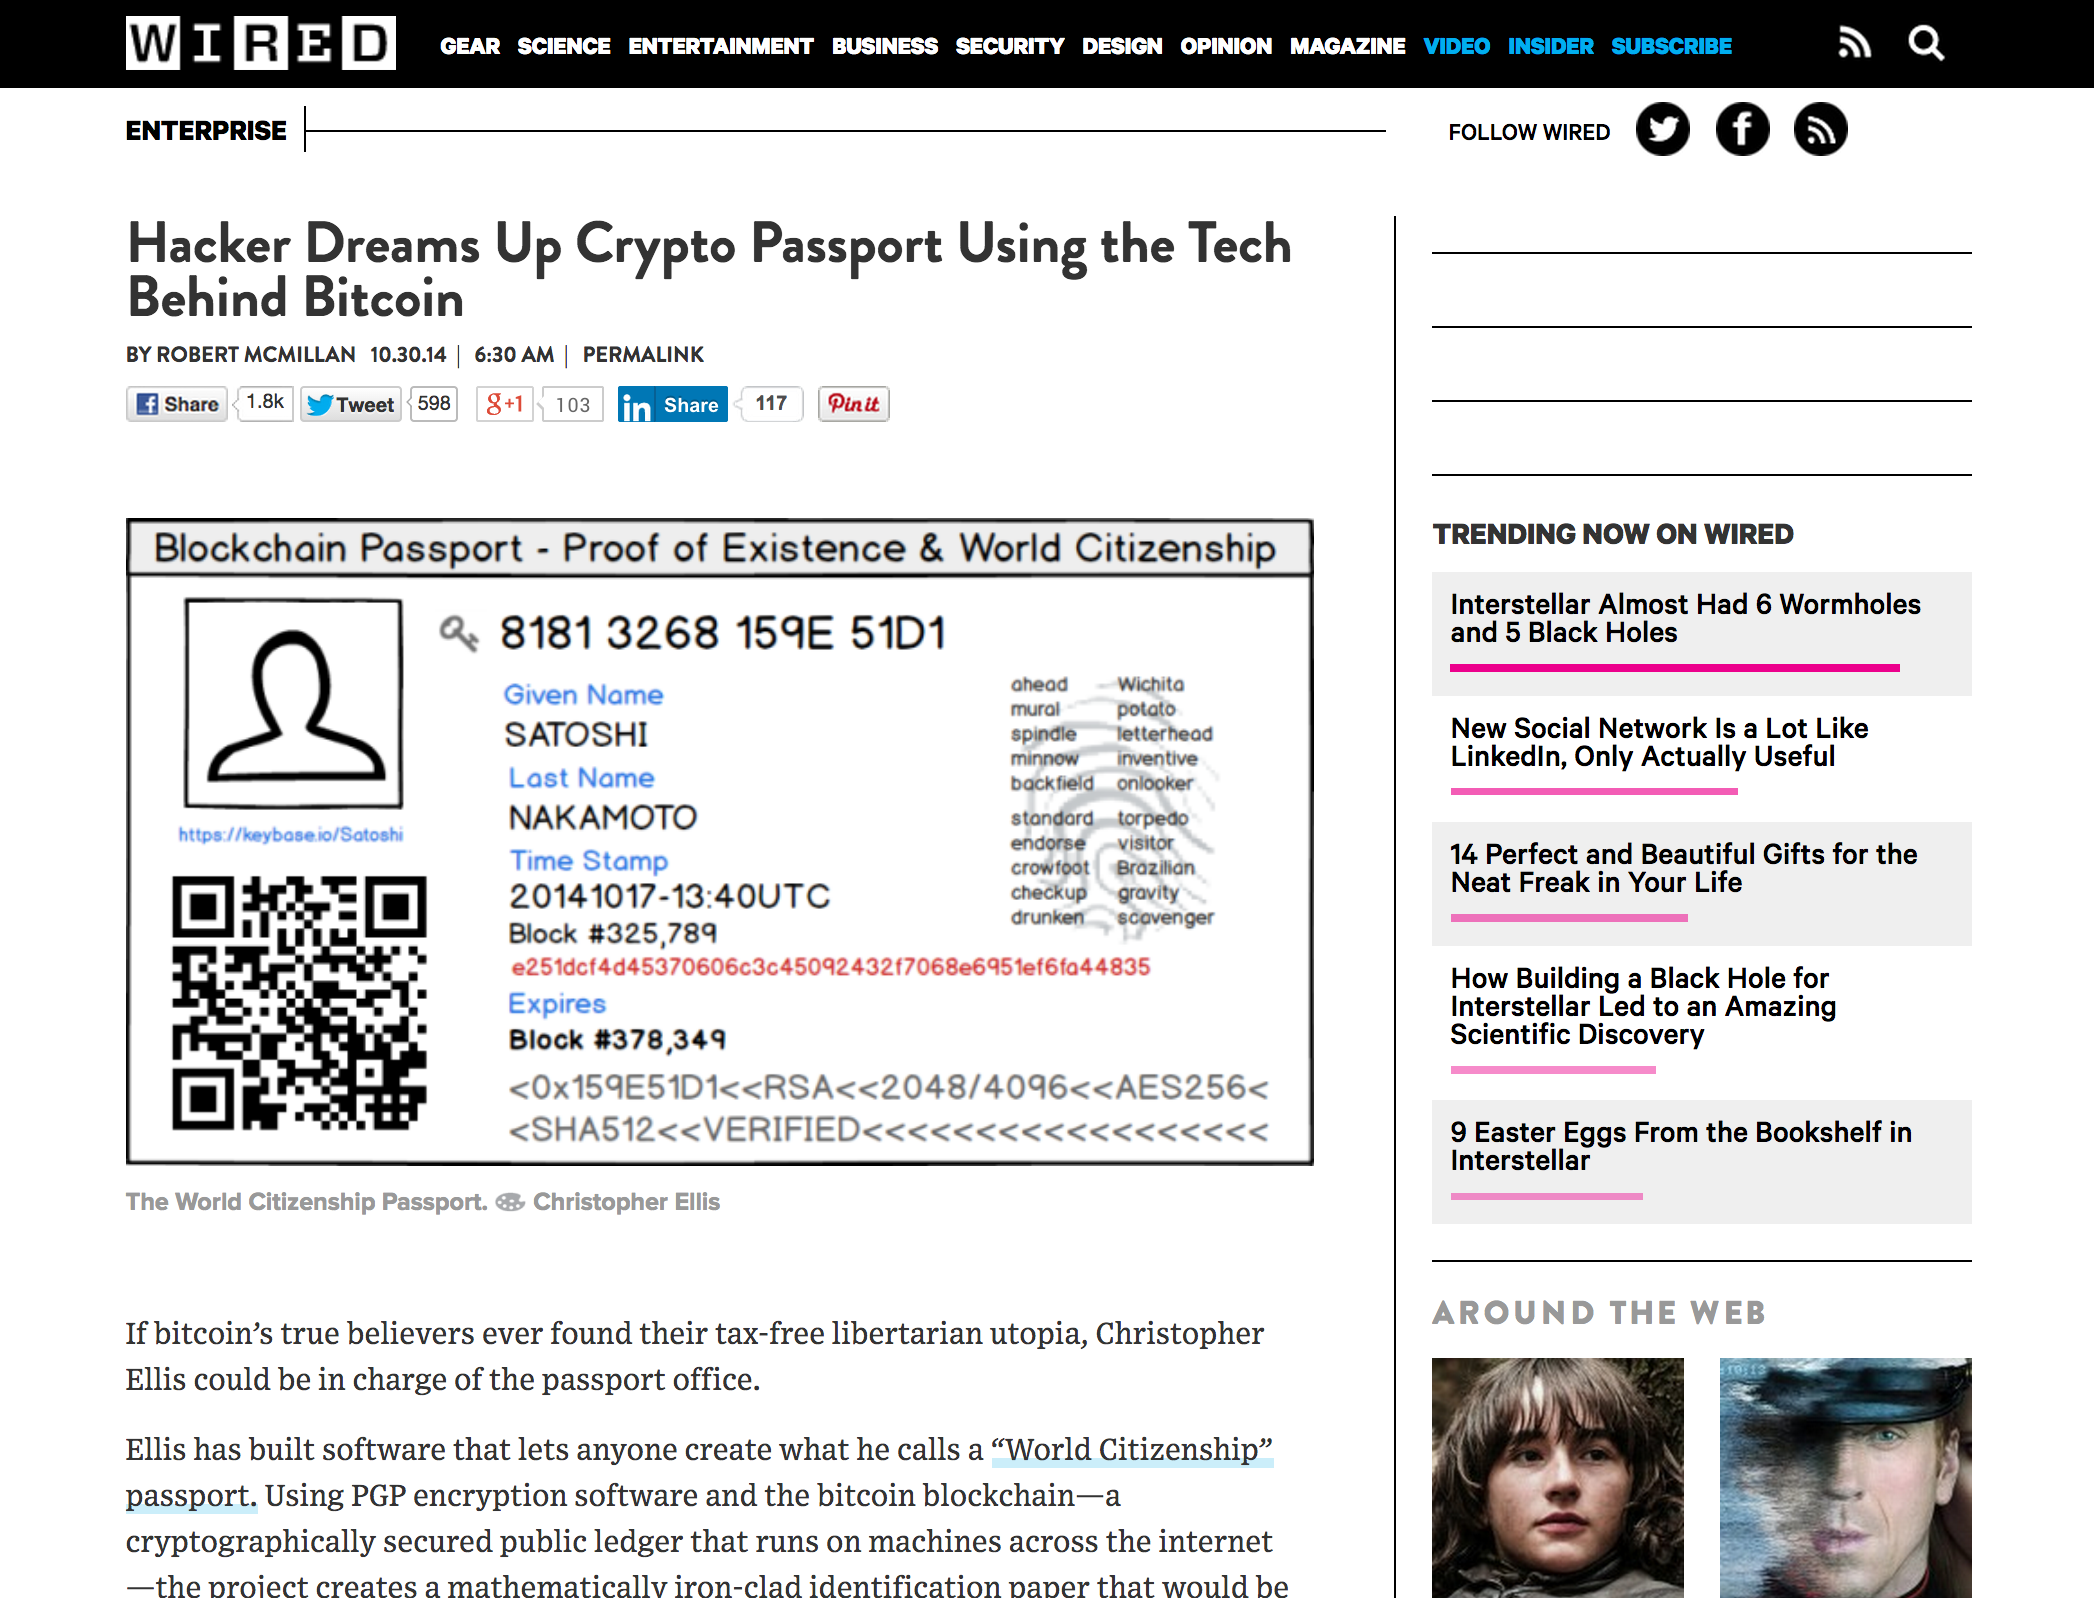 WIRED
GEAR SCIENCE ENTERTAINMENT BUSINESS SECURITY DESIGN OPINION MAGAZINE VIDEO INSIDER SUBSCRIBE
ENTERPRISE
FOLLOW WIRED
Hacker Dreams Up Crypto Passport Using the Tech
Behind Bitcoin
BY ROBERT MCMILLAN 10.30.14 | 6:30 AM | PERMALINK
Share 1.8k Tweet 598 g+1 103 in Share 117 Pin it
Blockchain Passport - Proof of Existence & World Citizenship
8181 3268 159E 51D1
Given Name
SATOSHI
Last Name
NAKAMOTO
Time Stamp
20141017-13:40UTC
Block #325,789
e251dcf4d45370606c3c45092432f7068e6951ef6fa44835
Expires
Block #378,349
<0x159E51D1<<RSA<<2048/4096<<AES256<
<SHA512<<VERIFIED<<<<<<<<<<<<<<<<<<
ahead Wichita
mural potato
spindle letterhead
minnow inventive
backfield onlooker
standard torpedo
endorse visitor
crowfoot Brazilian
checkup gravity
drunken scavenger
https://keybase.io/Satoshi
The World Citizenship Passport. Christopher Ellis
If bitcoin’s true believers ever found their tax-free libertarian utopia, Christopher
Ellis could be in charge of the passport office.
Ellis has built software that lets anyone create what he calls a “World Citizenship”
passport. Using PGP encryption software and the bitcoin blockchain—a
cryptographically secured public ledger that runs on machines across the internet
—the project creates a mathematically iron-clad identification paper that would be
TRENDING NOW ON WIRED
Interstellar Almost Had 6 Wormholes
and 5 Black Holes
New Social Network Is a Lot Like
LinkedIn, Only Actually Useful
14 Perfect and Beautiful Gifts for the
Neat Freak in Your Life
How Building a Black Hole for
Interstellar Led to an Amazing
Scientific Discovery
9 Easter Eggs From the Bookshelf in
Interstellar
AROUND THE WEB